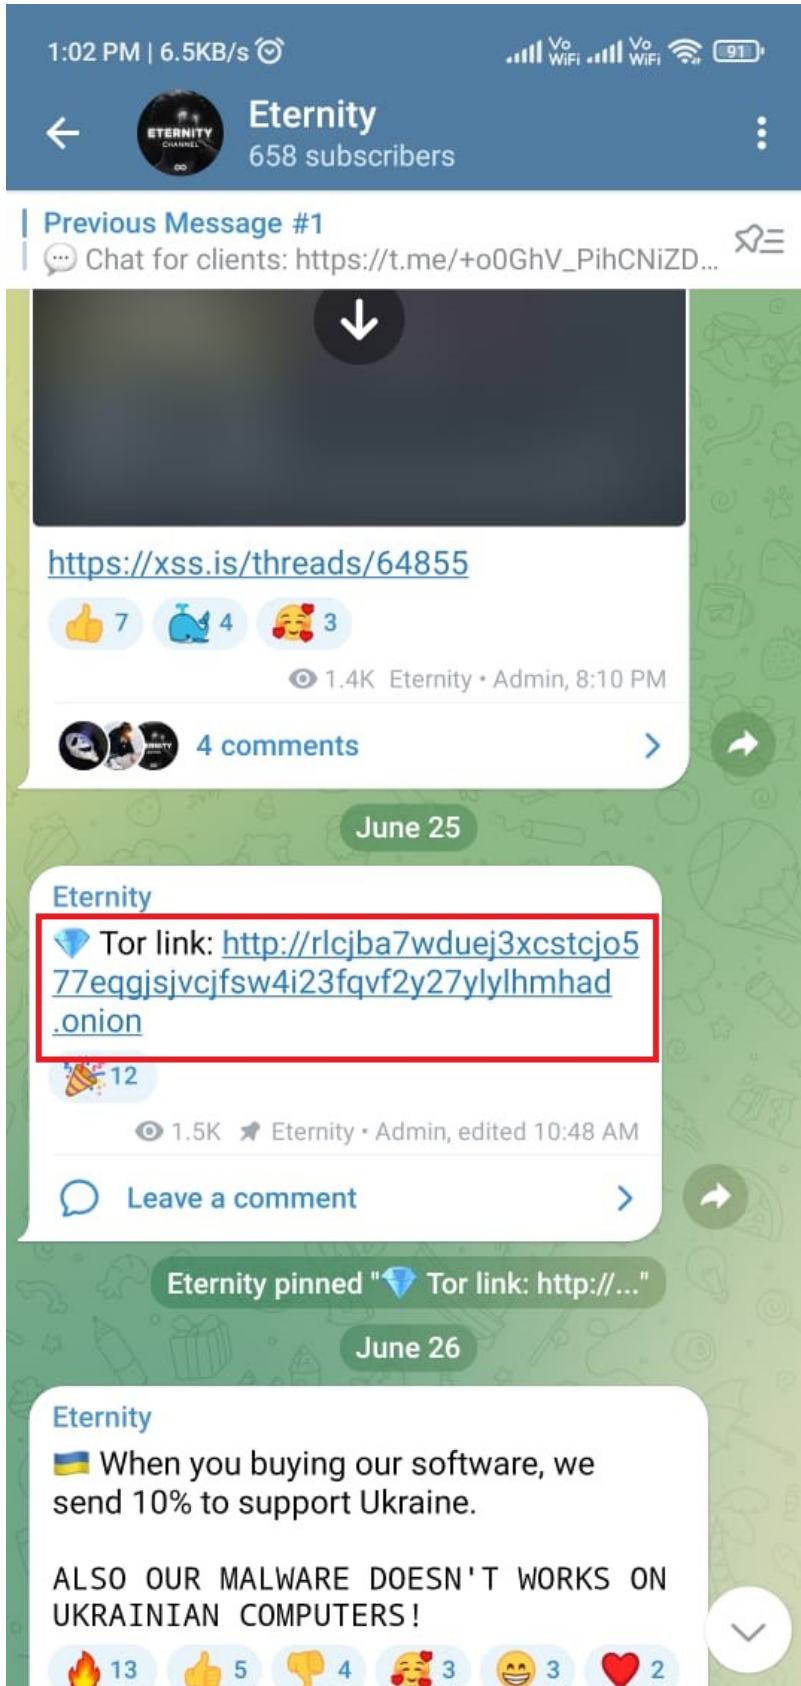 1:02 PM | 6.5KB/s
Vo WiFi Vo WiFi 91
ETERNITY
CHANNEL
Eternity
658 subscribers
Previous Message #1
💬 Chat for clients: https://t.me/+o0GhV_PihCNiZD...
https://xss.is/threads/64855
👍 7 🐳 4 🥰 3
1.4K Eternity • Admin, 8:10 PM
4 comments
June 25
Eternity
💎 Tor link: http://rlcjba7wduej3xcstcjo5
77eqgjsjvcjfsw4i23fqvf2y27ylylhmhad
.onion
🎉 12
1.5K Eternity • Admin, edited 10:48 AM
Leave a comment
Eternity pinned "💎 Tor link: http://..."
June 26
Eternity
🇺🇦 When you buying our software, we
send 10% to support Ukraine.
ALSO OUR MALWARE DOESN'T WORKS ON
UKRAINIAN COMPUTERS!
🔥 13 👍 5 👎 4 🥰 3 😁 3 ❤️ 2